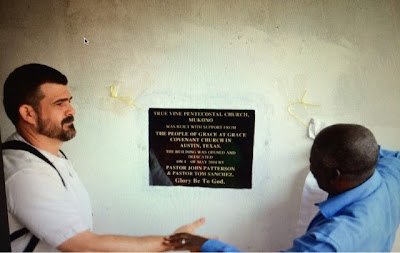 TRUE VINE PENTECOSTAL CHURCH,
MUKONO
WAS BUILT WITH SUPPORT FROM
THE PEOPLE OF GRACE AT GRACE
COVENANT CHURCH IN
AUSTIN, TEXAS.
THE BUILDING WAS OPENED AND
DEDICATED
ON
PASTOR JOHN PATTERSON
& PASTOR TOM SANCHEZ.
Glory Be To God.